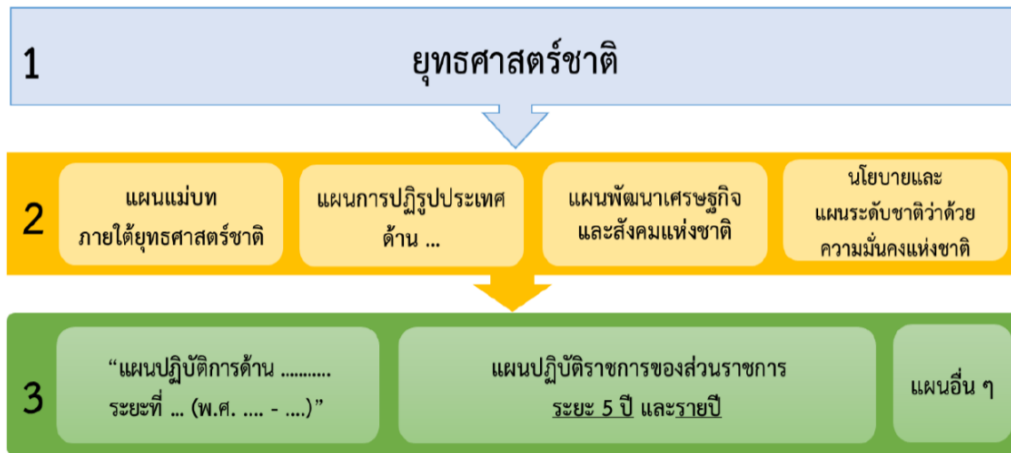 1
ยุทธศาสตร์ชาติ
2
แผนแม่บท
ภายใต้ยุทธศาสตร์ชาติ
แผนการปฏิรูปประเทศ
ด้าน ...
แผนพัฒนาเศรษฐกิจ
และสังคมแห่งชาติ
นโยบายและ
แผนระดับชาติว่าด้วย
ความมั่นคงแห่งชาติ
3
“แผนปฏิบัติการด้าน ...........
ระยะที่ ... (พ.ศ. .... - ....)”
แผนปฏิบัติราชการของส่วนราชการ
ระยะ 5 ปี และรายปี
แผนอื่น ๆ